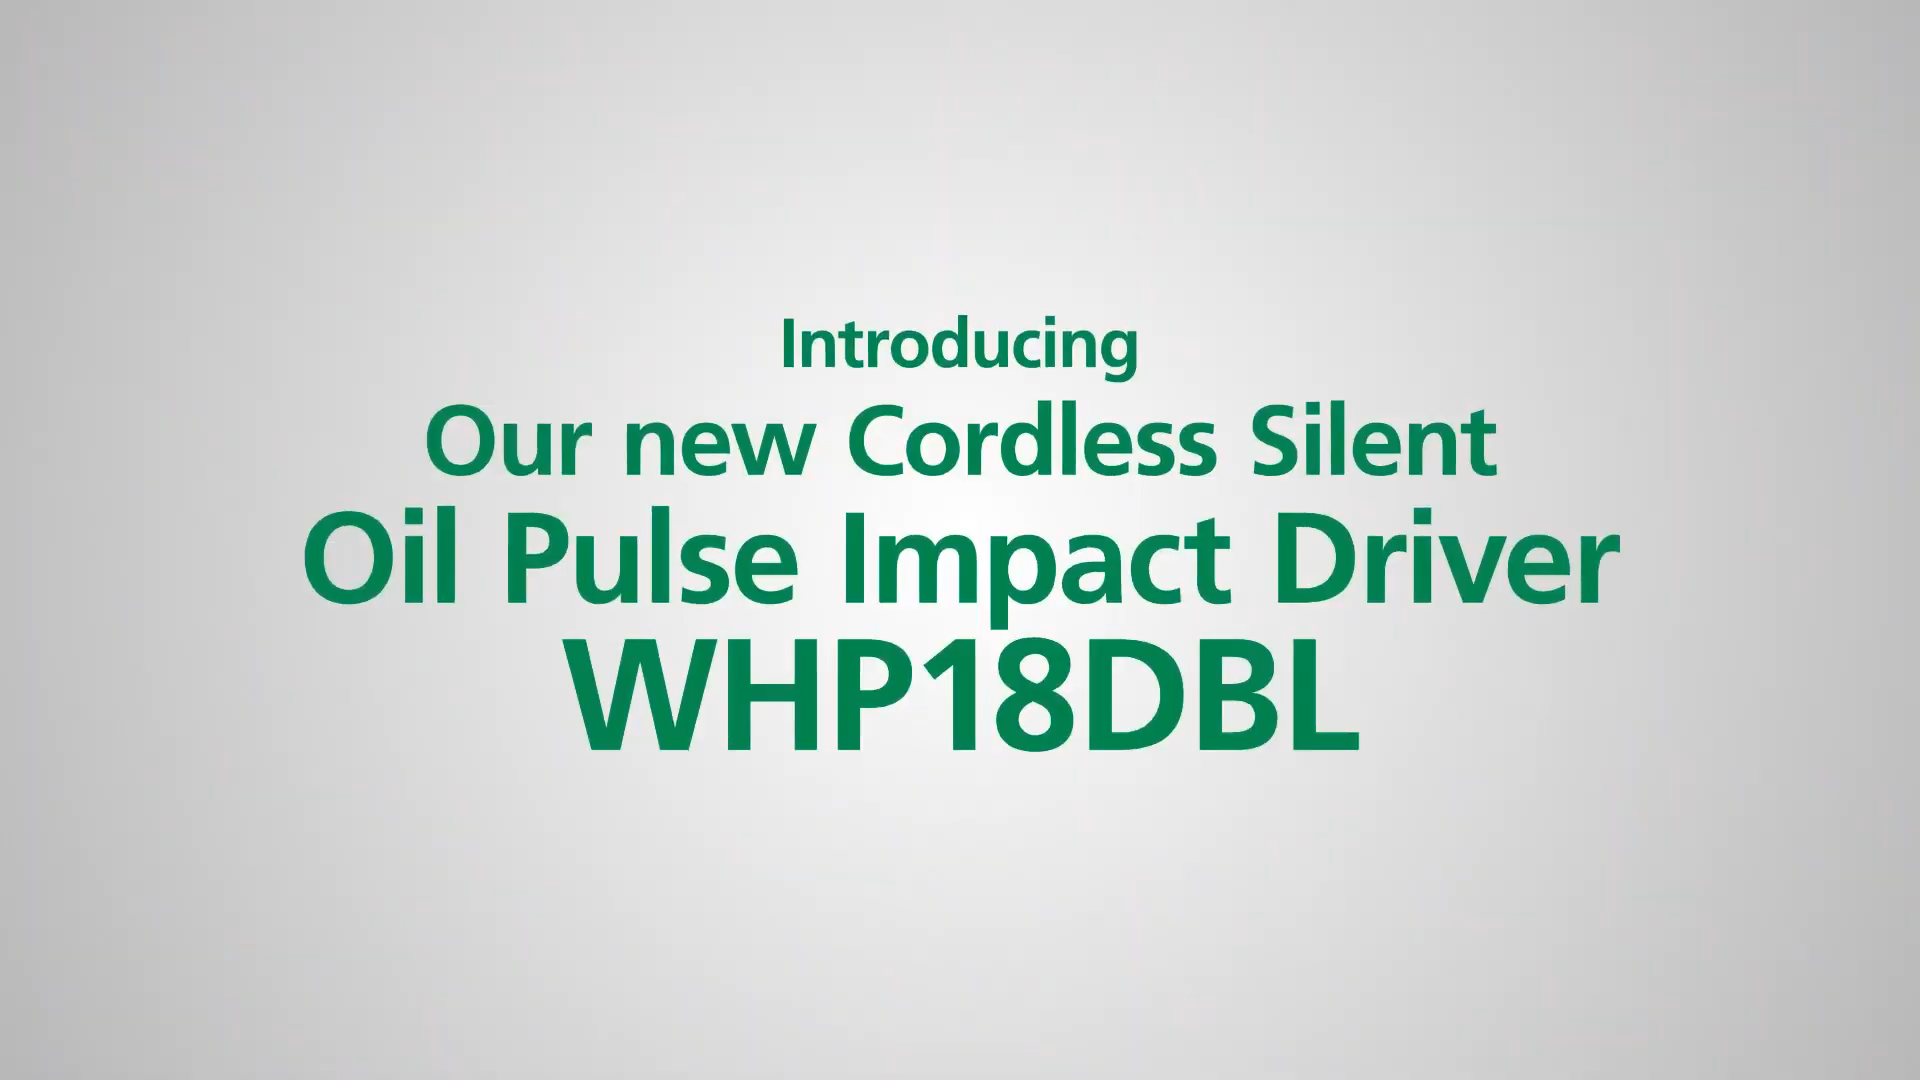 Introducing
Our new Cordless Silent
Oil Pulse Impact Driver
WHP18DBL